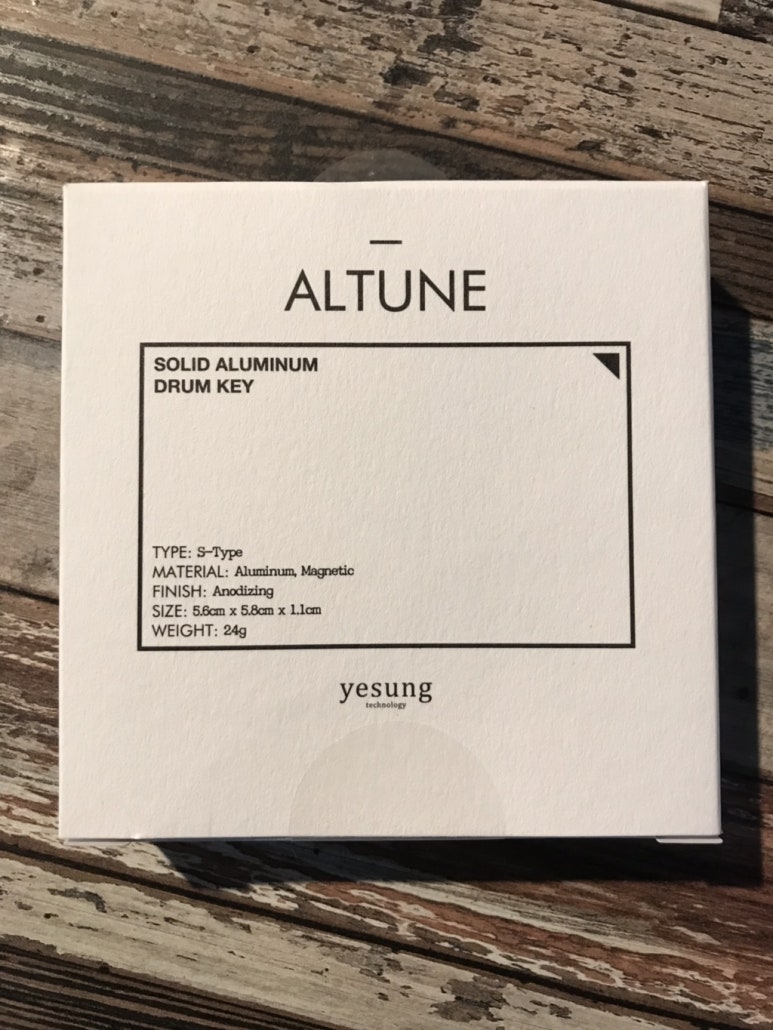 ALTUNE
SOLID ALUMINUM
DRUM KEY
TYPE: S-Type
MATERIAL: Aluminum, Magnetic
FINISH: Anodizing
SIZE: 5.6cm x 5.8cm x 1.1cm
WEIGHT: 24g
yesung
technology